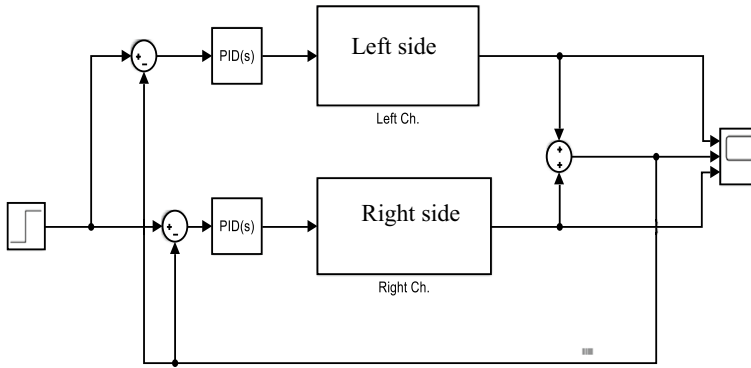 Left side
PID(s)
Left Ch.
Right side
PID(s)
Right Ch.